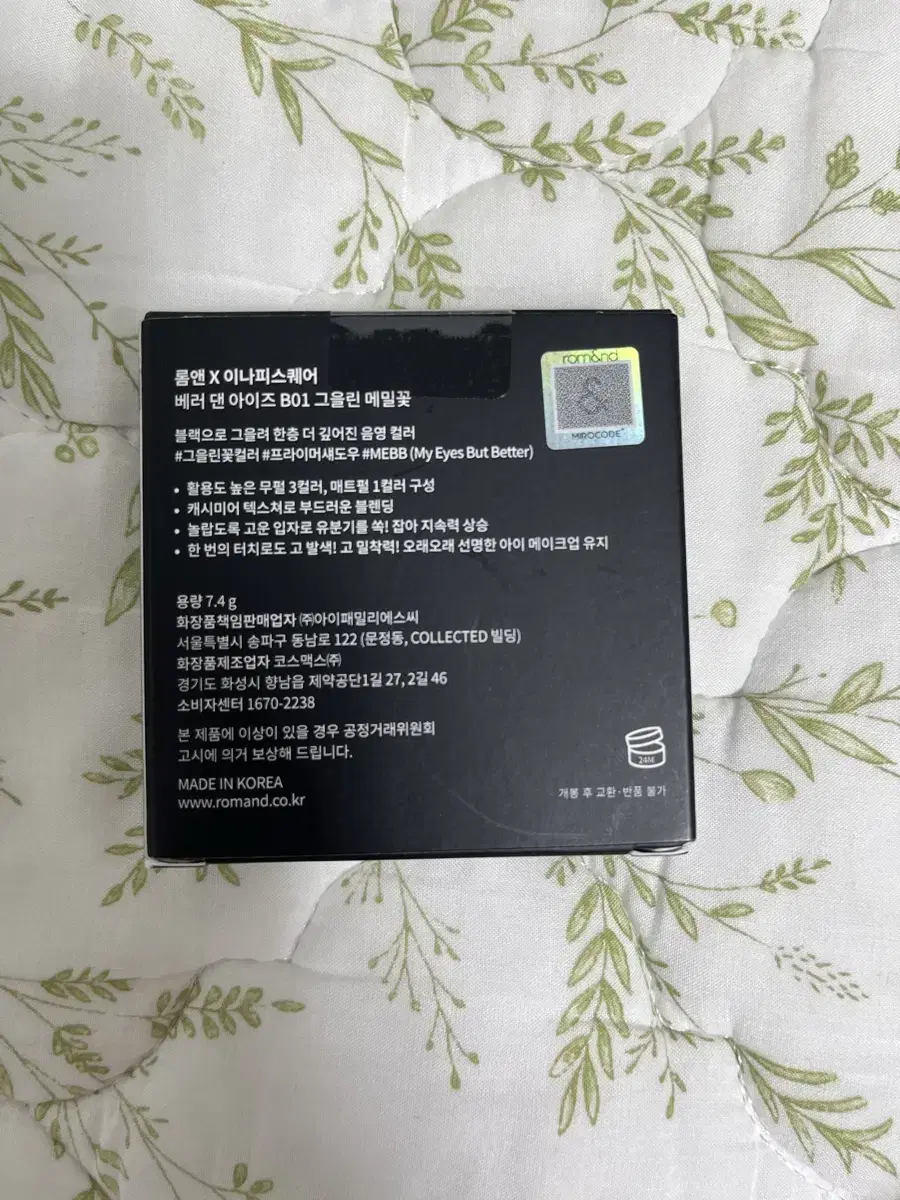 롬앤 X 이나피스퀘어
베러 댄 아이즈 B01 그을린 메밀꽃
rom&nd
&
MIROCODE
블랙으로 그을려 한층 더 깊어진 음영 컬러
#그을린꽃컬러 #프라이머섀도우 #MEBB (My Eyes But Better)
• 활용도 높은 무펄 3컬러, 매트펄 1컬러 구성
• 캐시미어 텍스쳐로 부드러운 블렌딩
• 놀랍도록 고운 입자로 유분기를 쏙! 잡아 지속력 상승
• 한 번의 터치로도 고 발색! 고 밀착력! 오래오래 선명한 아이 메이크업 유지
용량 7.4 g
화장품책임판매업자 ㈜아이패밀리에스씨
서울특별시 송파구 동남로 122 (문정동, COLLECTED 빌딩)
화장품제조업자 코스맥스㈜
경기도 화성시 향남읍 제약공단1길 27, 2길 46
소비자센터 1670-2238
본 제품에 이상이 있을 경우 공정거래위원회
고시에 의거 보상해 드립니다.
MADE IN KOREA
www.romand.co.kr
24M
개봉 후 교환·반품 불가